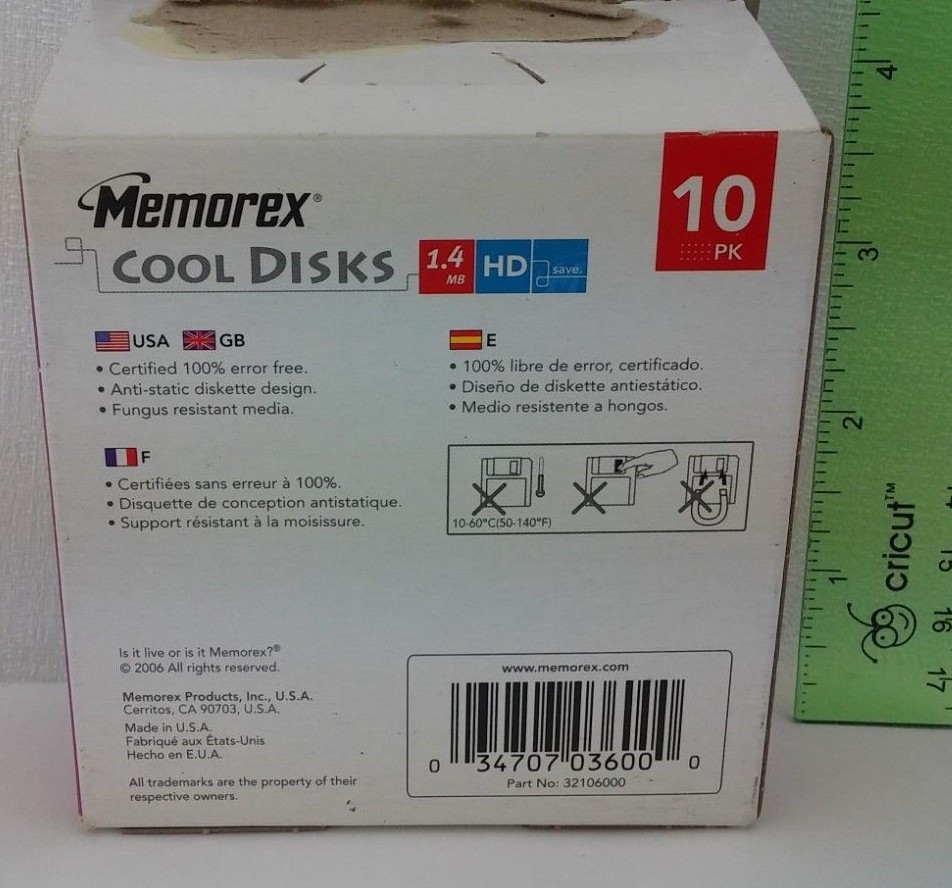 Memorex®
COOL DISKS
1.4 MB
HD
save.
10
PK
USA GB
• Certified 100% error free.
• Anti-static diskette design.
• Fungus resistant media.
E
• 100% libre de error, certificado.
• Diseño de diskette antiestático.
• Medio resistente a hongos.
F
• Certifiées sans erreur à 100%.
• Disquette de conception antistatique.
• Support résistant à la moisissure.
10-60°C(50-140°F)
Is it live or is it Memorex?®
© 2006 All rights reserved.
Memorex Products, Inc., U.S.A.
Cerritos, CA 90703, U.S.A.
Made in U.S.A.
Fabriqué aux États-Unis
Hecho en E.U.A.
All trademarks are the property of their
respective owners.
www.memorex.com
0 34707 03600 0
Part No: 32106000
4
3
2
1
cricut™
15
16
17